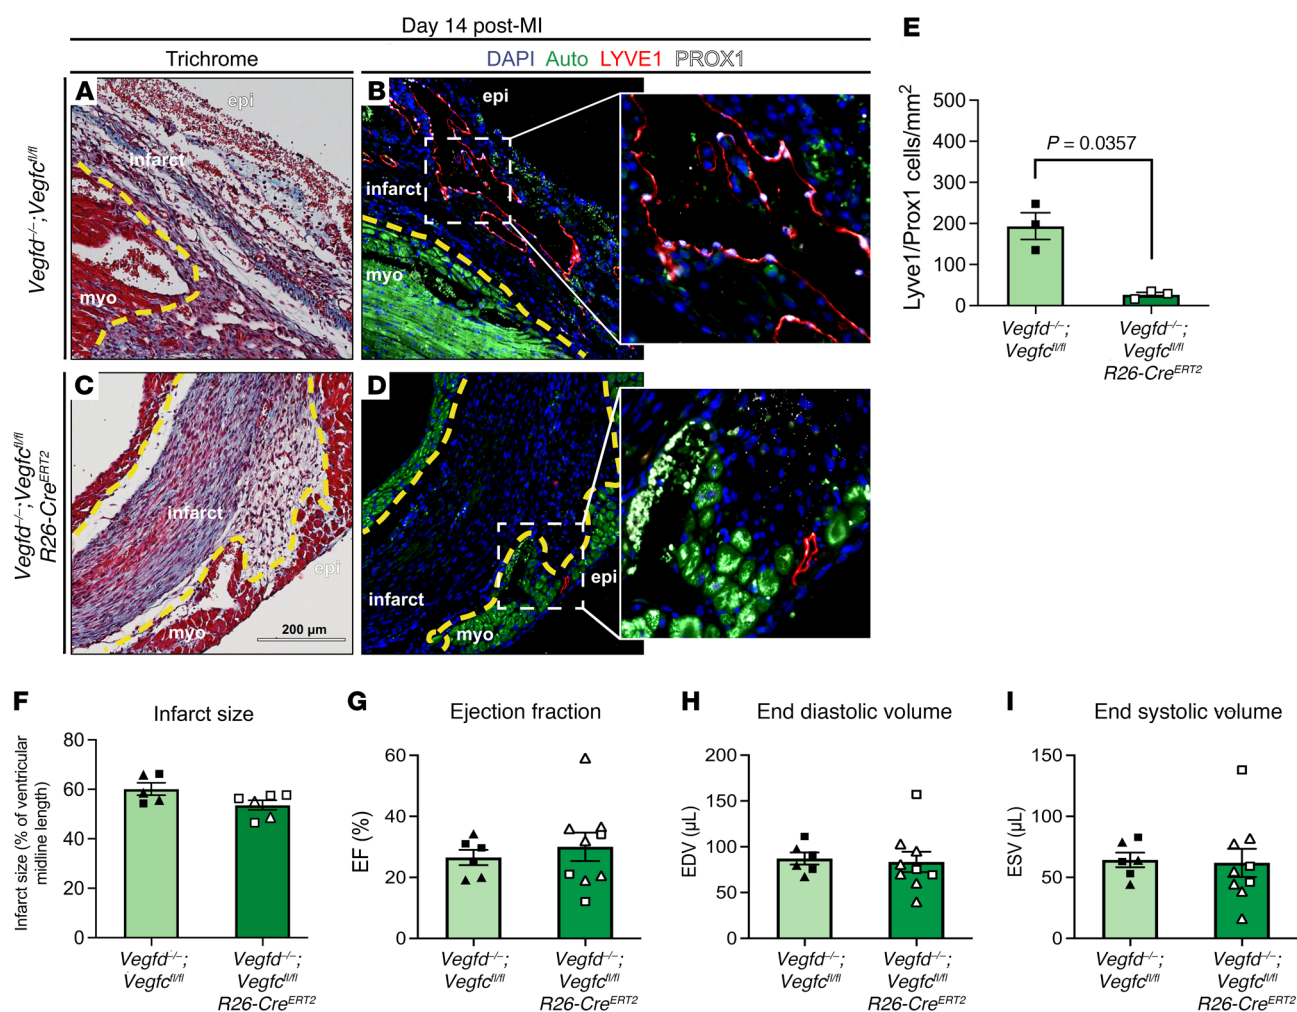 Day 14 post-MI
Trichrome
DAPI Auto LYVE1 PROX1
Vegfd–/–;Vegfcfl/fl
A
epi
infarct
myo
B
epi
infarct
myo
Vegfd–/–;Vegfcfl/fl
R26-CreERT2
C
infarct
epi
myo
200 µm
D
epi
infarct
myo
E
Lyve1/Prox1 cells/mm2
500
400
300
200
100
0
P = 0.0357
Vegfd–/–;
Vegfcfl/fl
Vegfd–/–;
Vegfcfl/fl
R26-CreERT2
F
Infarct size
Infarct size (% of ventricular
midline length)
80
60
40
20
0
Vegfd–/–;
Vegfcfl/fl
Vegfd–/–;
Vegfcfl/fl
R26-CreERT2
G
Ejection fraction
EF (%)
60
40
20
0
Vegfd–/–;
Vegfcfl/fl
Vegfd–/–;
Vegfcfl/fl
R26-CreERT2
H
End diastolic volume
EDV (µL)
200
150
100
50
0
Vegfd–/–;
Vegfcfl/fl
Vegfd–/–;
Vegfcfl/fl
R26-CreERT2
I
End systolic volume
ESV (µL)
150
100
50
0
Vegfd–/–;
Vegfcfl/fl
Vegfd–/–;
Vegfcfl/fl
R26-CreERT2